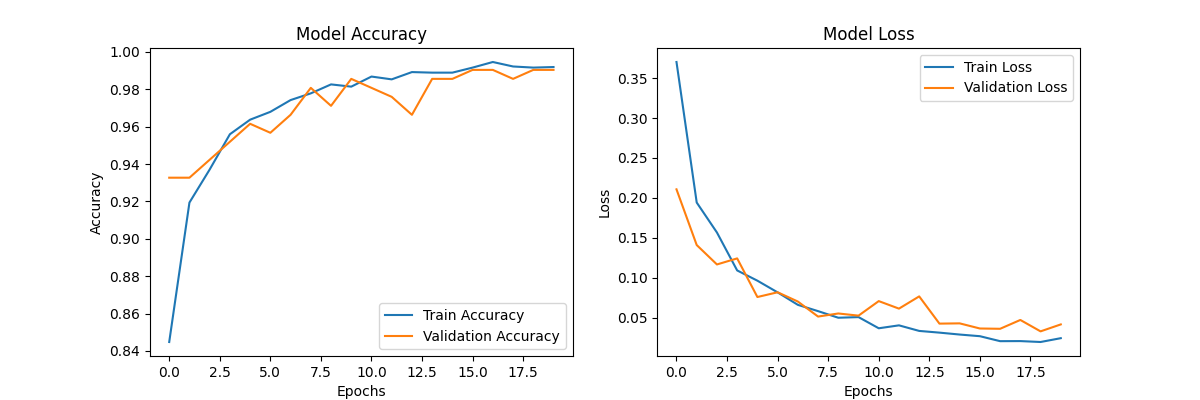 Model Accuracy
1.00
0.98
0.96
0.94
0.92
0.90
0.88
0.86
0.84
Accuracy
0.0 2.5 5.0 7.5 10.0 12.5 15.0 17.5
Epochs
Train Accuracy
Validation Accuracy
Model Loss
0.35
0.30
0.25
0.20
0.15
0.10
0.05
Loss
0.0 2.5 5.0 7.5 10.0 12.5 15.0 17.5
Epochs
Train Loss
Validation Loss